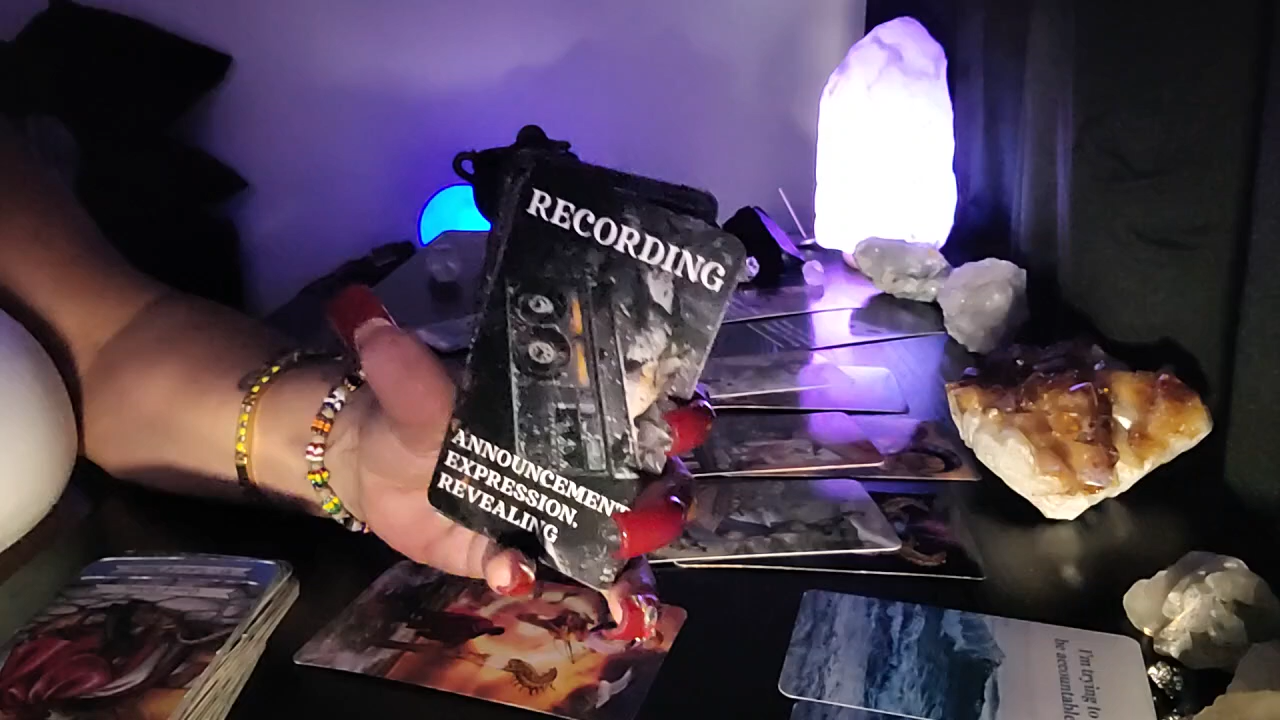 RECORDING
ANNOUNCEMENT
EXPRESSION,
REVEALING
I'm trying to
be accountable